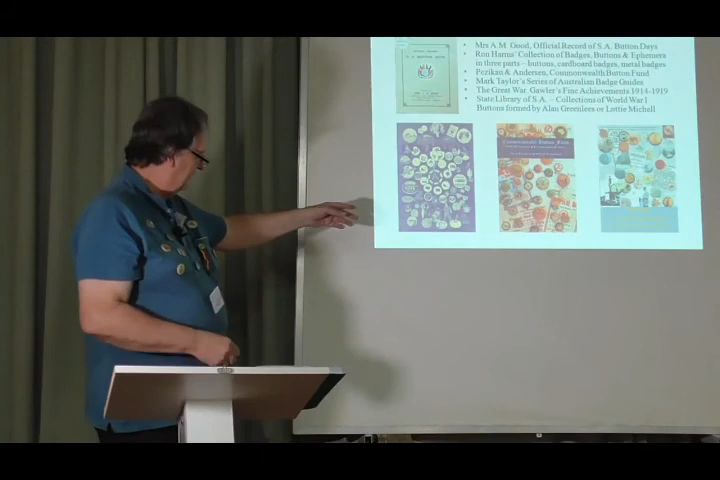 • Mrs A.M. Good, Official Record of S.A. Button Days
• Ron Harms' Collection of Badges, Buttons & Ephemera
in three parts – buttons, cardboard badges, metal badges
• Pezikan & Andersen, Commonwealth Button Fund
• Mark Taylor's Series of Australian Badge Guides
• The Great War, Gawler's Fine Achievements 1914-1919
• State Library of S.A. – Collections of World War I
Buttons formed by Alan Greenlees or Lottie Michell
Commonwealth Button Fund